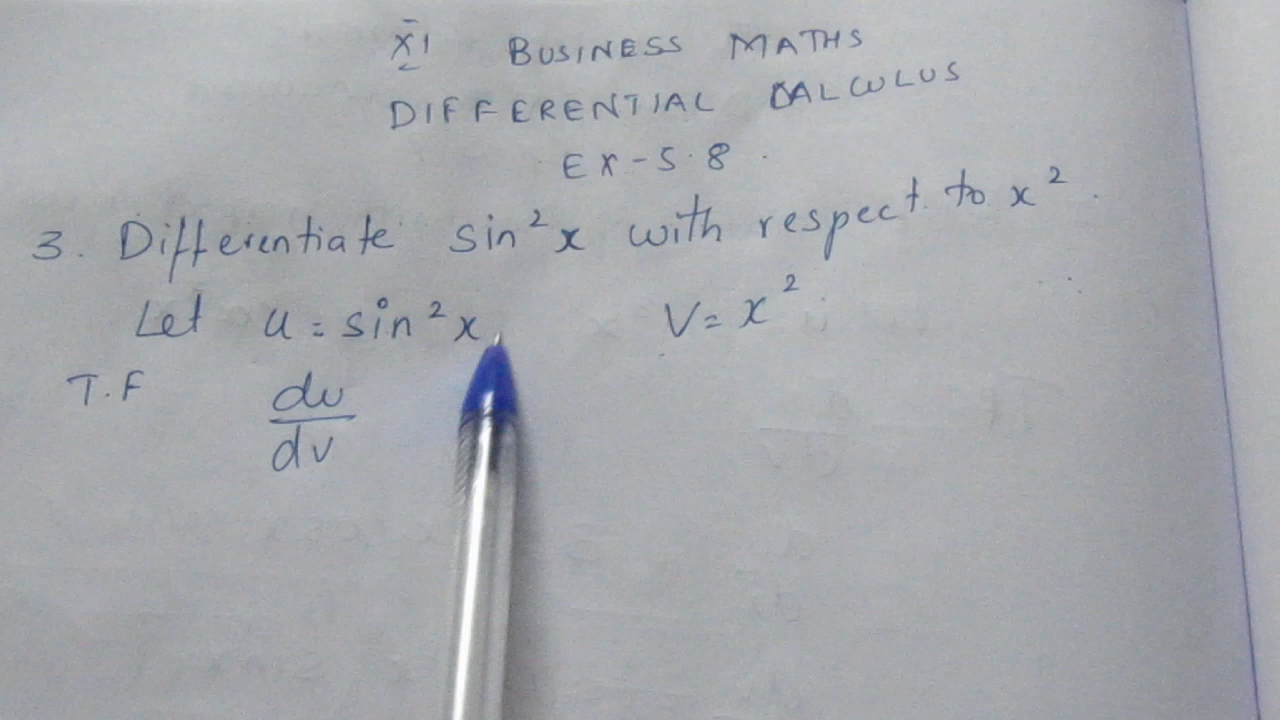 XI BUSINESS MATHS
DIFFERENTIAL CALCULUS
EX-5.8
3. Differentiate sin²x with respect to x².
Let u = sin²x V = x²
T.F du/dv